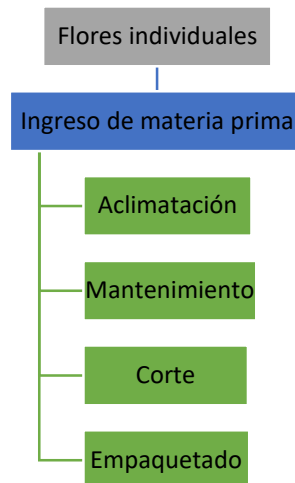 Flores individuales
Ingreso de materia prima
Aclimatación
Mantenimiento
Corte
Empaquetado